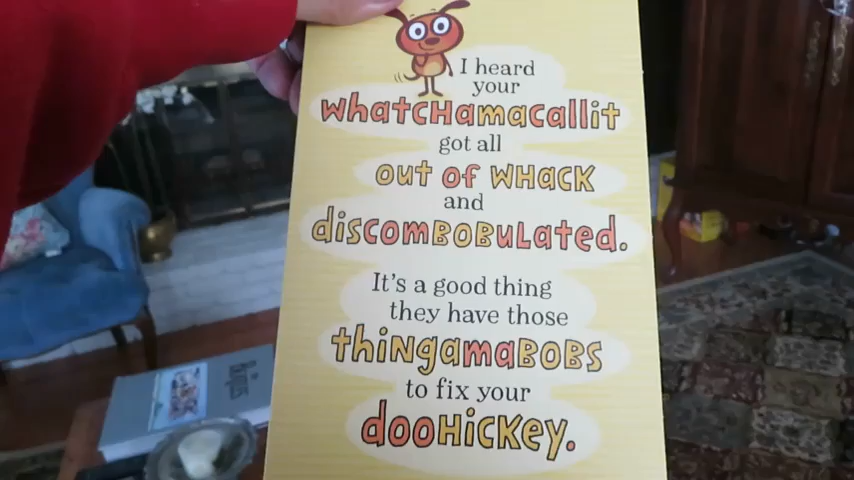 I heard
your
whatchamacallit
got all
out of whack
and
discombobulated.
It's a good thing
they have those
thingamabobs
to fix your
doohickey.